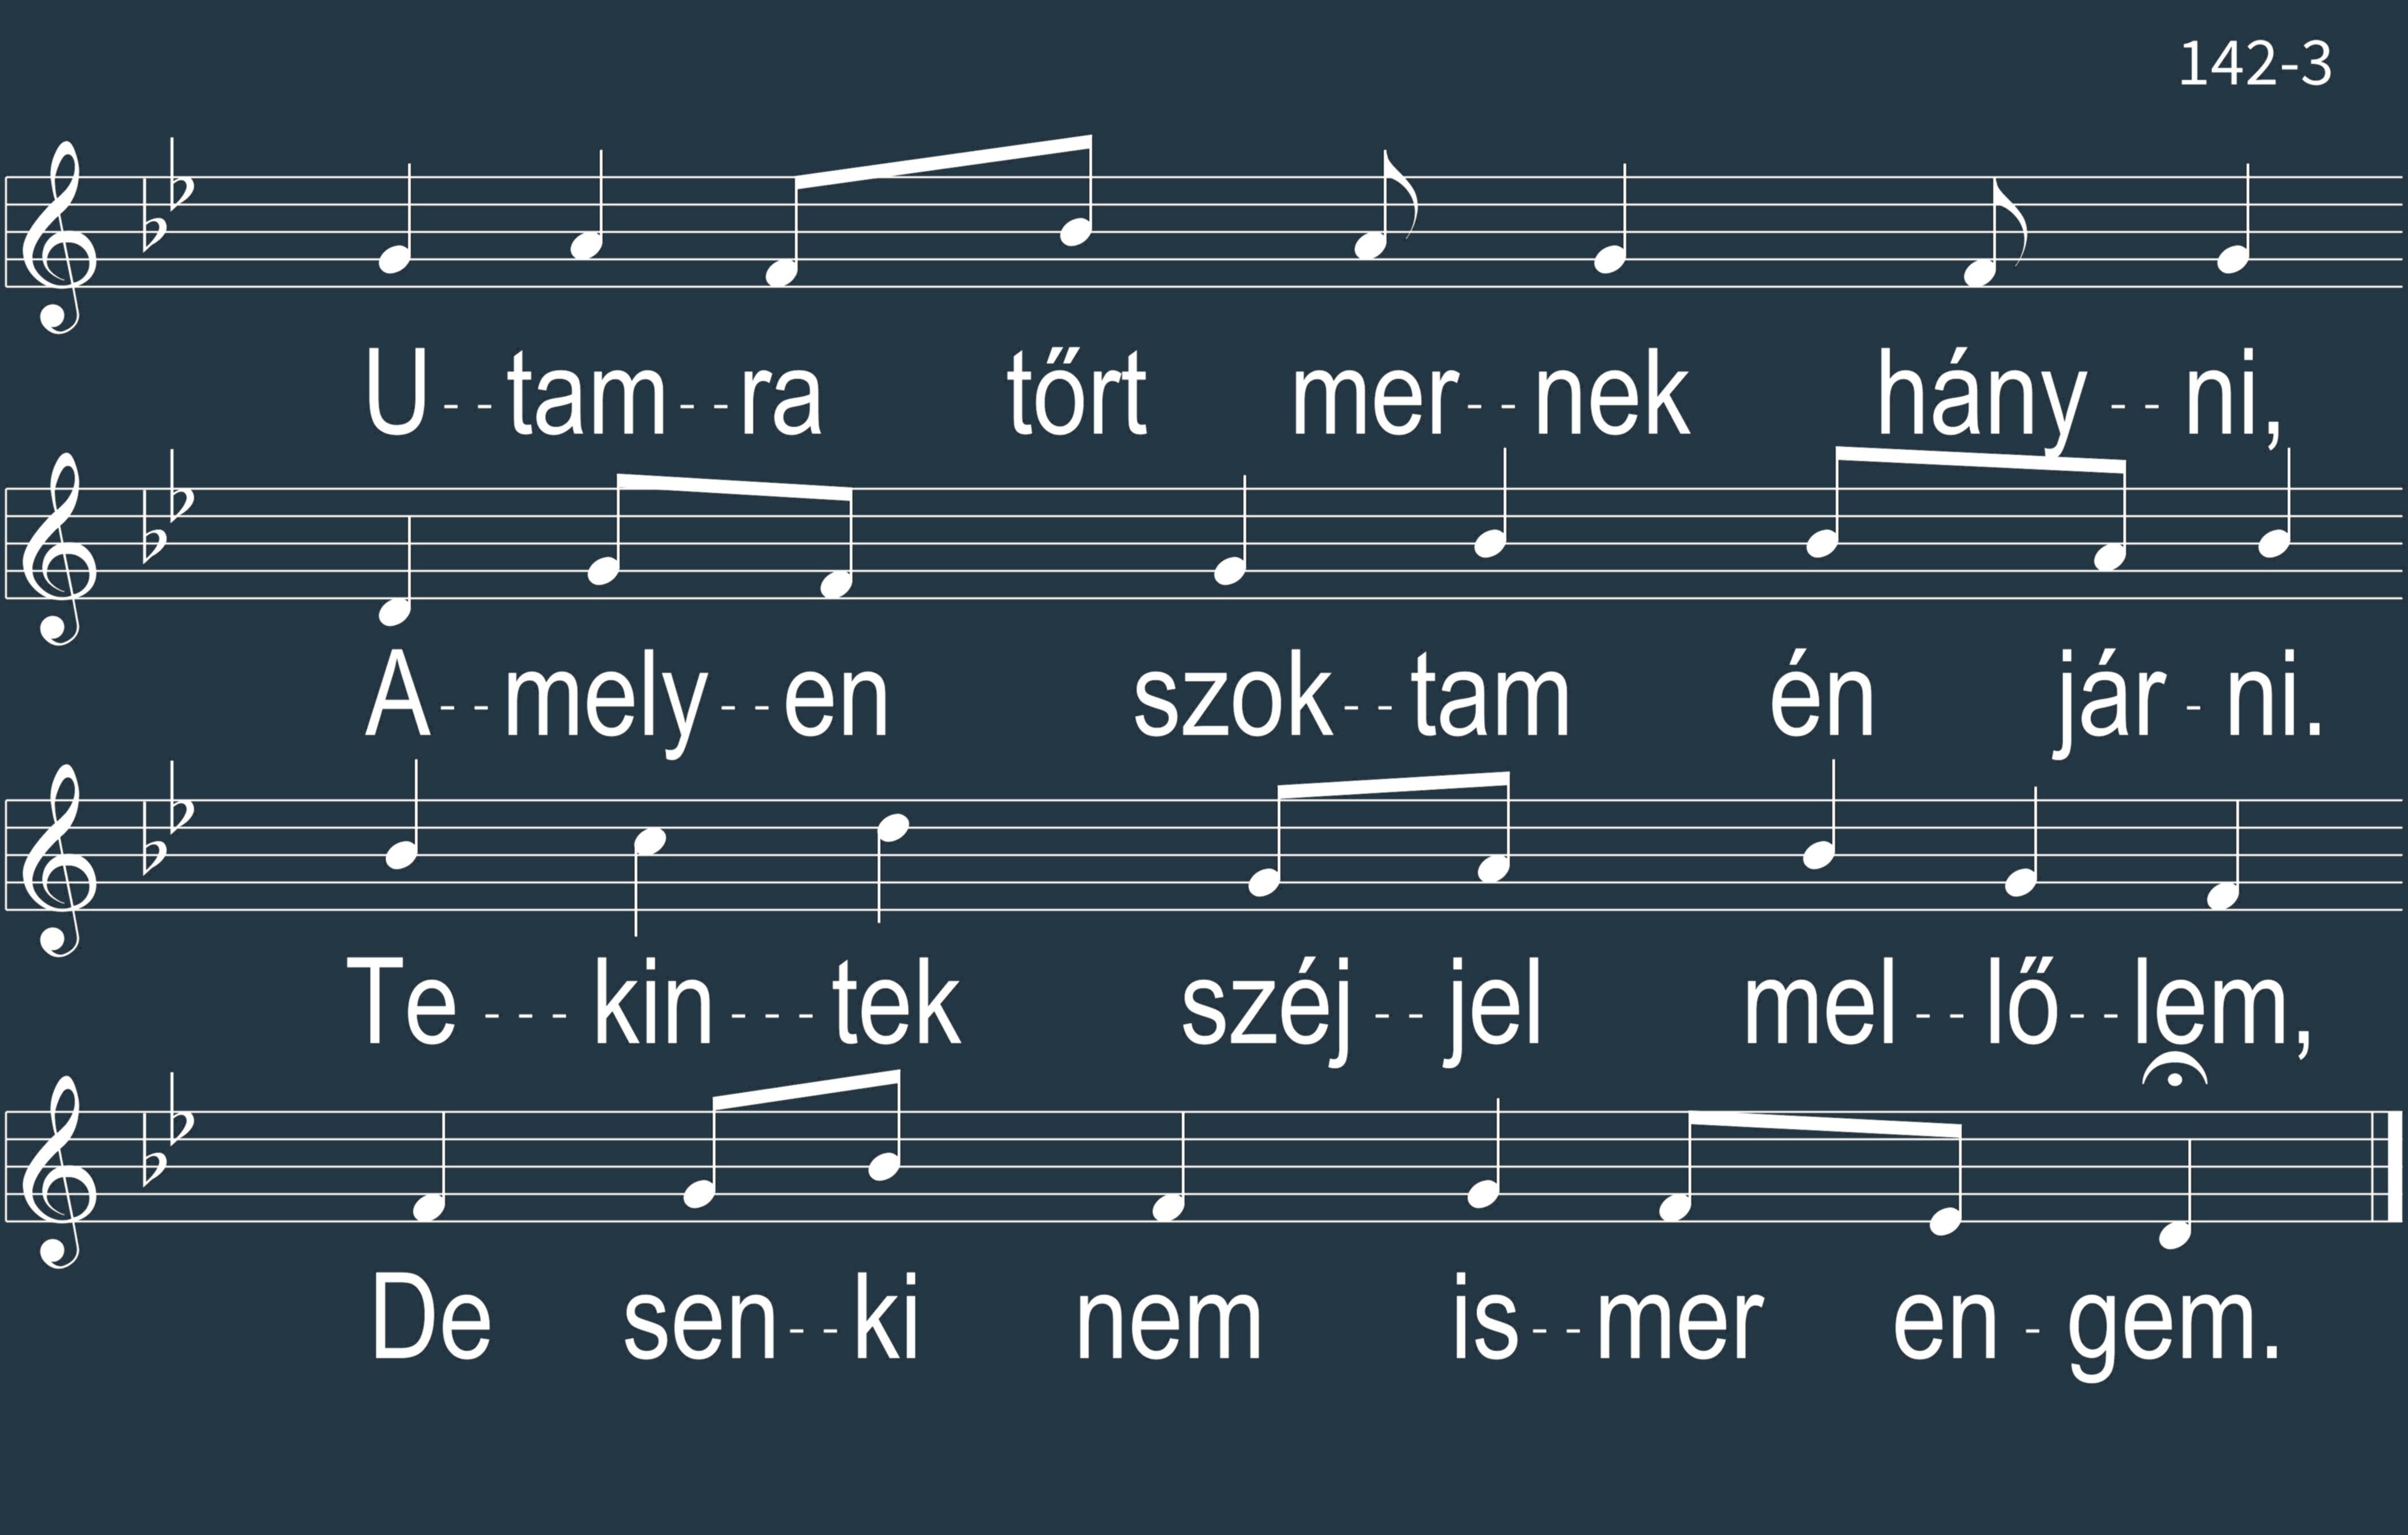 142-3
U--tam--ra tőrt mer--nek hány--ni,
A--mely--en szok--tam én jár-ni.
Te---kin---tek széj--jel mel--lő--lem,
De sen--ki nem is--mer en-gem.